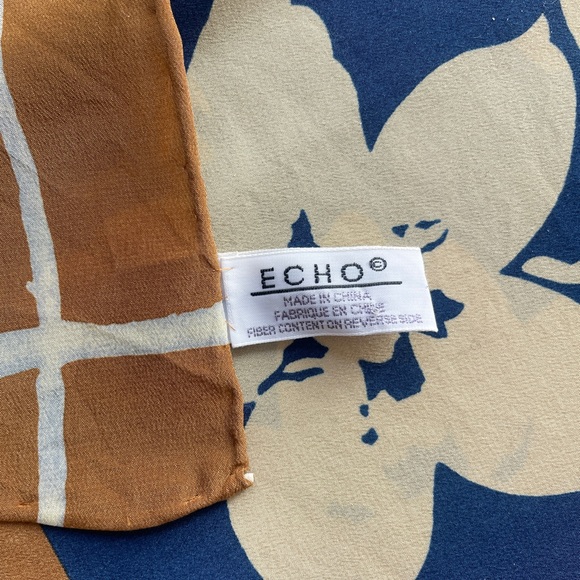 ECHO©
MADE IN CHINA
FABRIQUE EN CHINE
FIBER CONTENT ON REVERSE SIDE